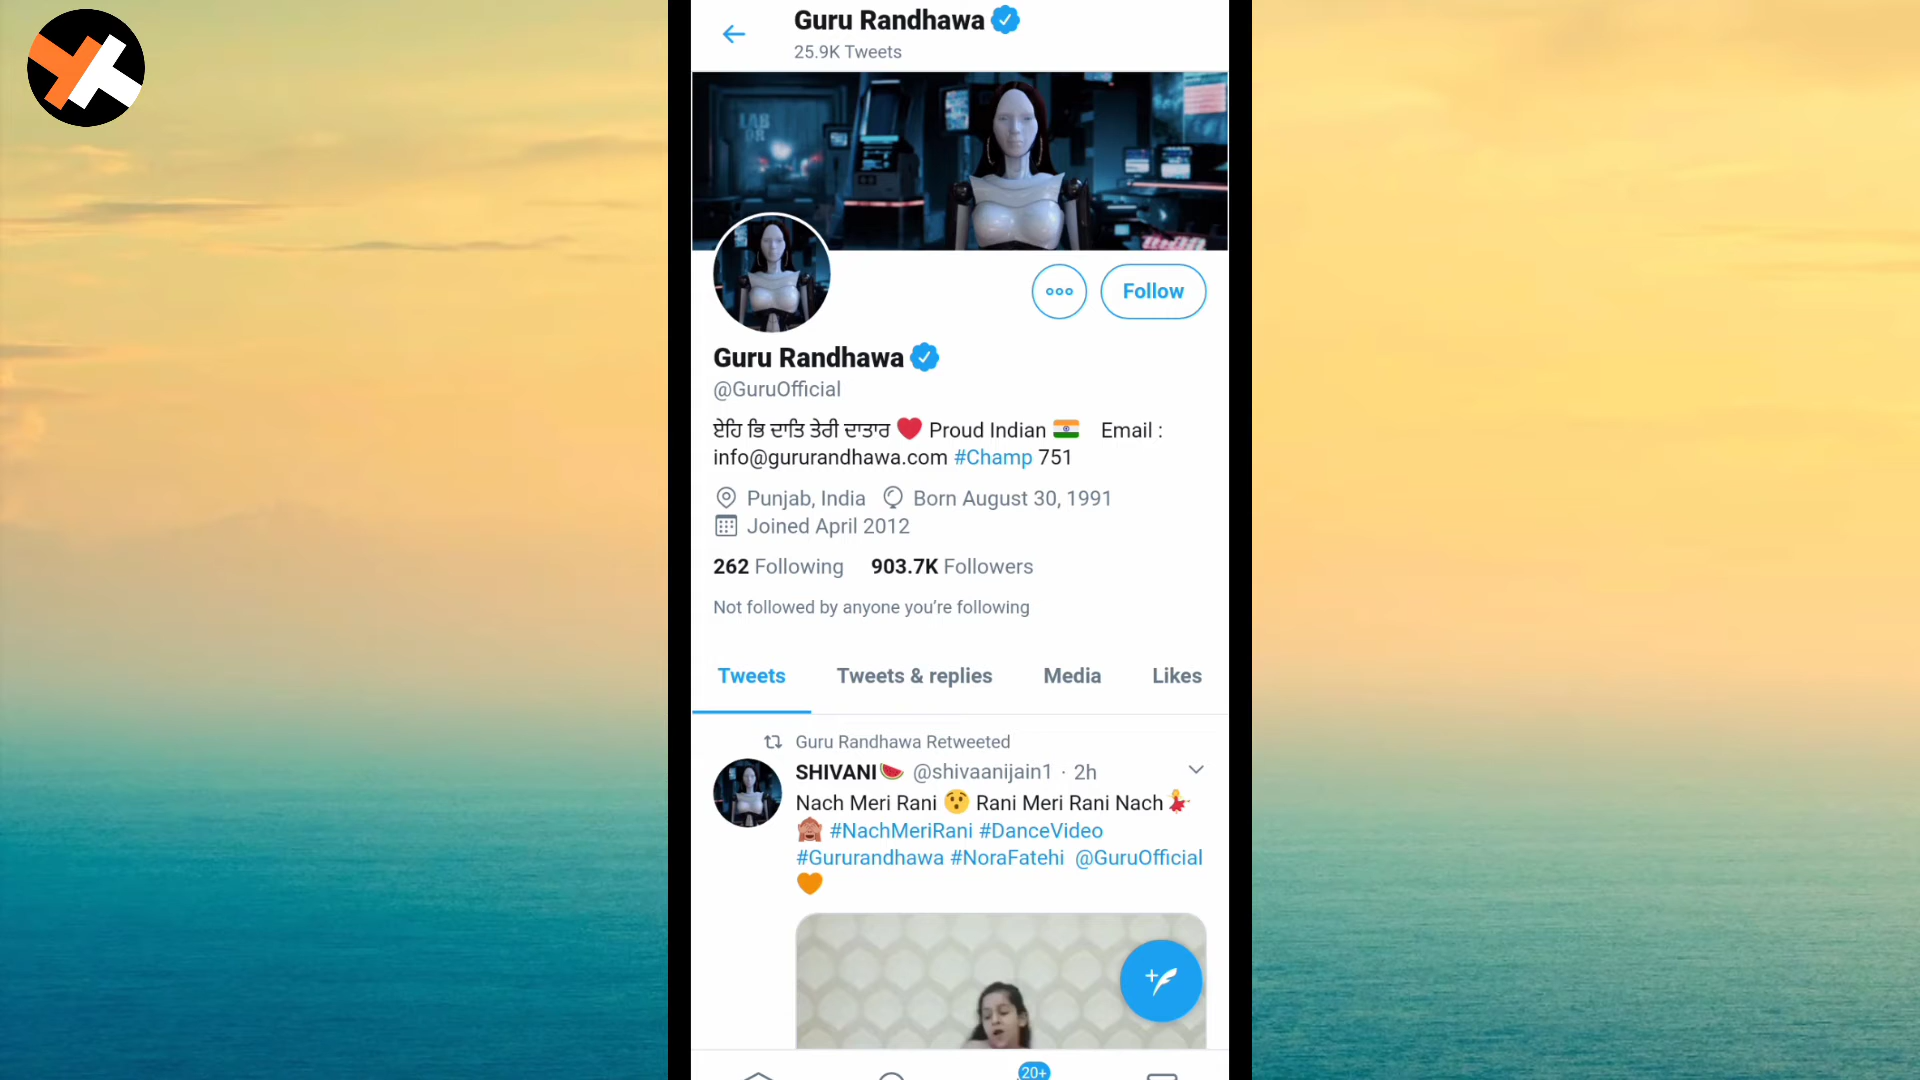 Guru Randhawa
25.9K Tweets
LAB
08
Follow
Guru Randhawa
@GuruOfficial
ਏਹਿ ਭਿ ਦਾਤਿ ਤੇਰੀ ਦਾਤਾਰ ❤️ Proud Indian 🇮🇳 Email :
info@gururandhawa.com #Champ 751
Punjab, India Born August 30, 1991
Joined April 2012
262 Following 903.7K Followers
Not followed by anyone you’re following
Tweets Tweets & replies Media Likes
Guru Randhawa Retweeted
SHIVANI🍉 @shivaanijain1 · 2h
Nach Meri Rani 😯 Rani Meri Rani Nach💃
🙈 #NachMeriRani #DanceVideo
#Gururandhawa #NoraFatehi @GuruOfficial
🧡
20+